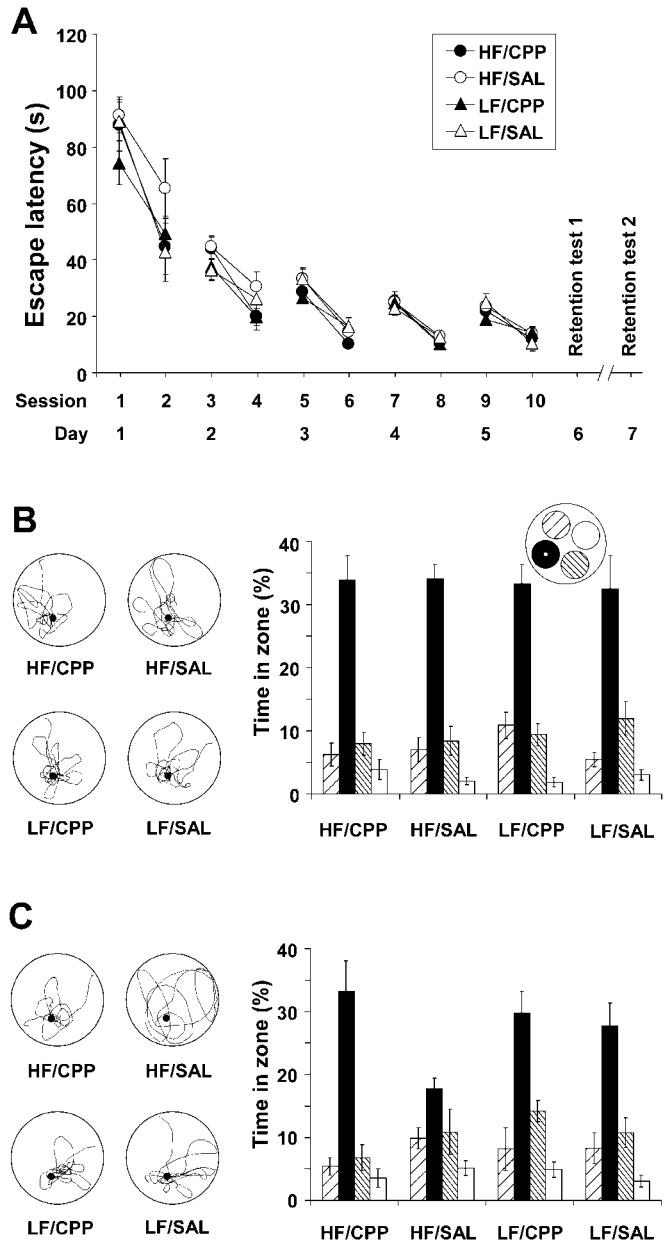 A
Escape latency (s)
120
100
80
60
40
20
0
HF/CPP
HF/SAL
LF/CPP
LF/SAL
Retention test 1
Retention test 2
Session 1 2 3 4 5 6 7 8 9 10
Day 1 2 3 4 5 6 7
B
HF/CPP HF/SAL
LF/CPP LF/SAL
Time in zone (%)
40
30
20
10
0
HF/CPP HF/SAL LF/CPP LF/SAL
C
HF/CPP HF/SAL
LF/CPP LF/SAL
Time in zone (%)
40
30
20
10
0
HF/CPP HF/SAL LF/CPP LF/SAL